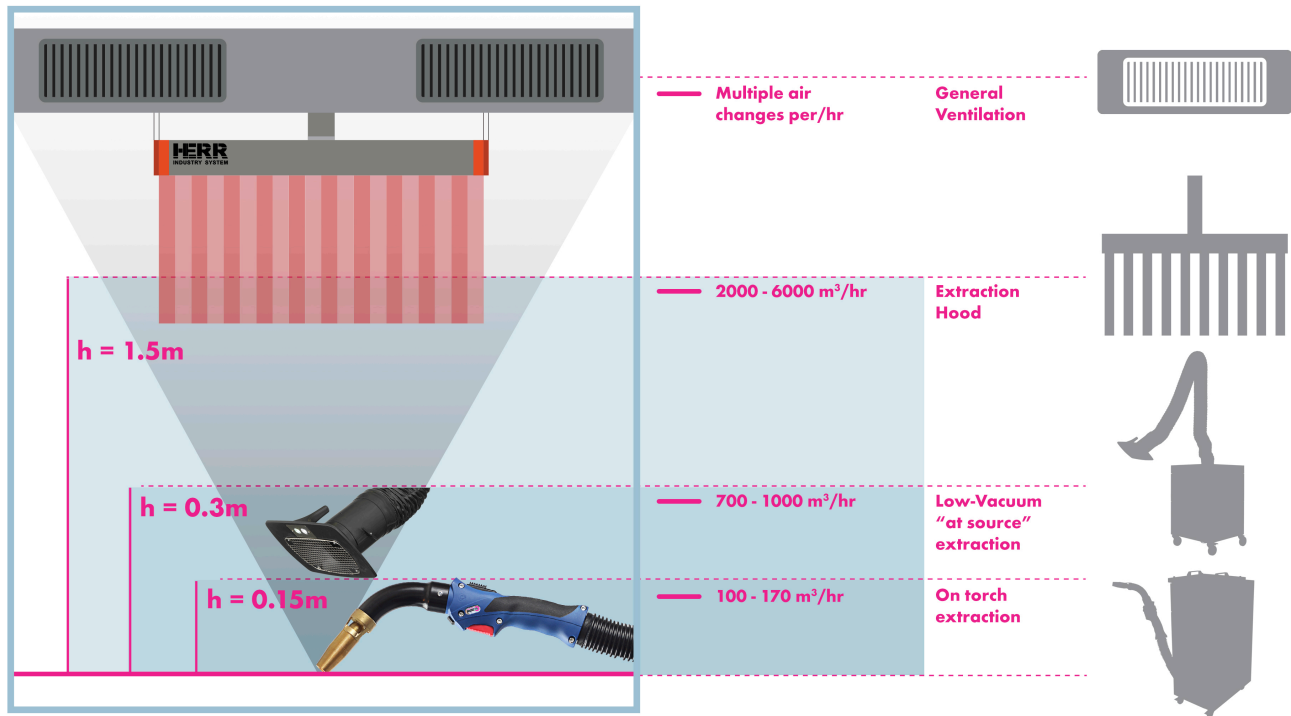 HERR
INDUSTRY SYSTEM
Multiple air
changes per/hr
General
Ventilation
h = 1.5m
2000 - 6000 m³/hr
Extraction
Hood
h = 0.3m
700 - 1000 m³/hr
Low-Vacuum
“at source”
extraction
h = 0.15m
100 - 170 m³/hr
On torch
extraction